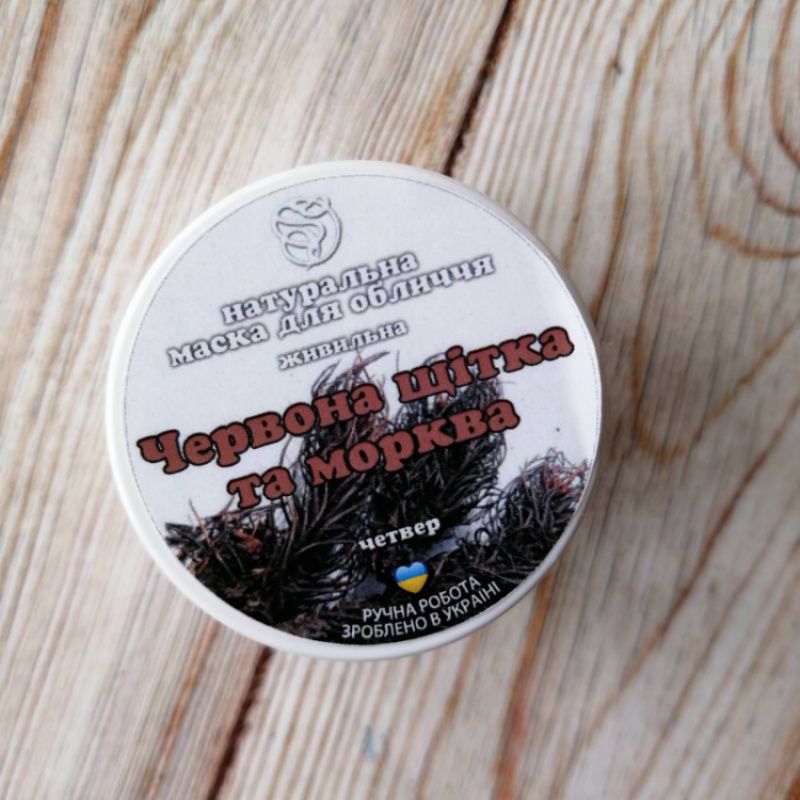 натуральна
маска для обличчя
живильна
Червона щітка
та морква
четвер
РУЧНА РОБОТА
ЗРОБЛЕНО В УКРАЇНІ